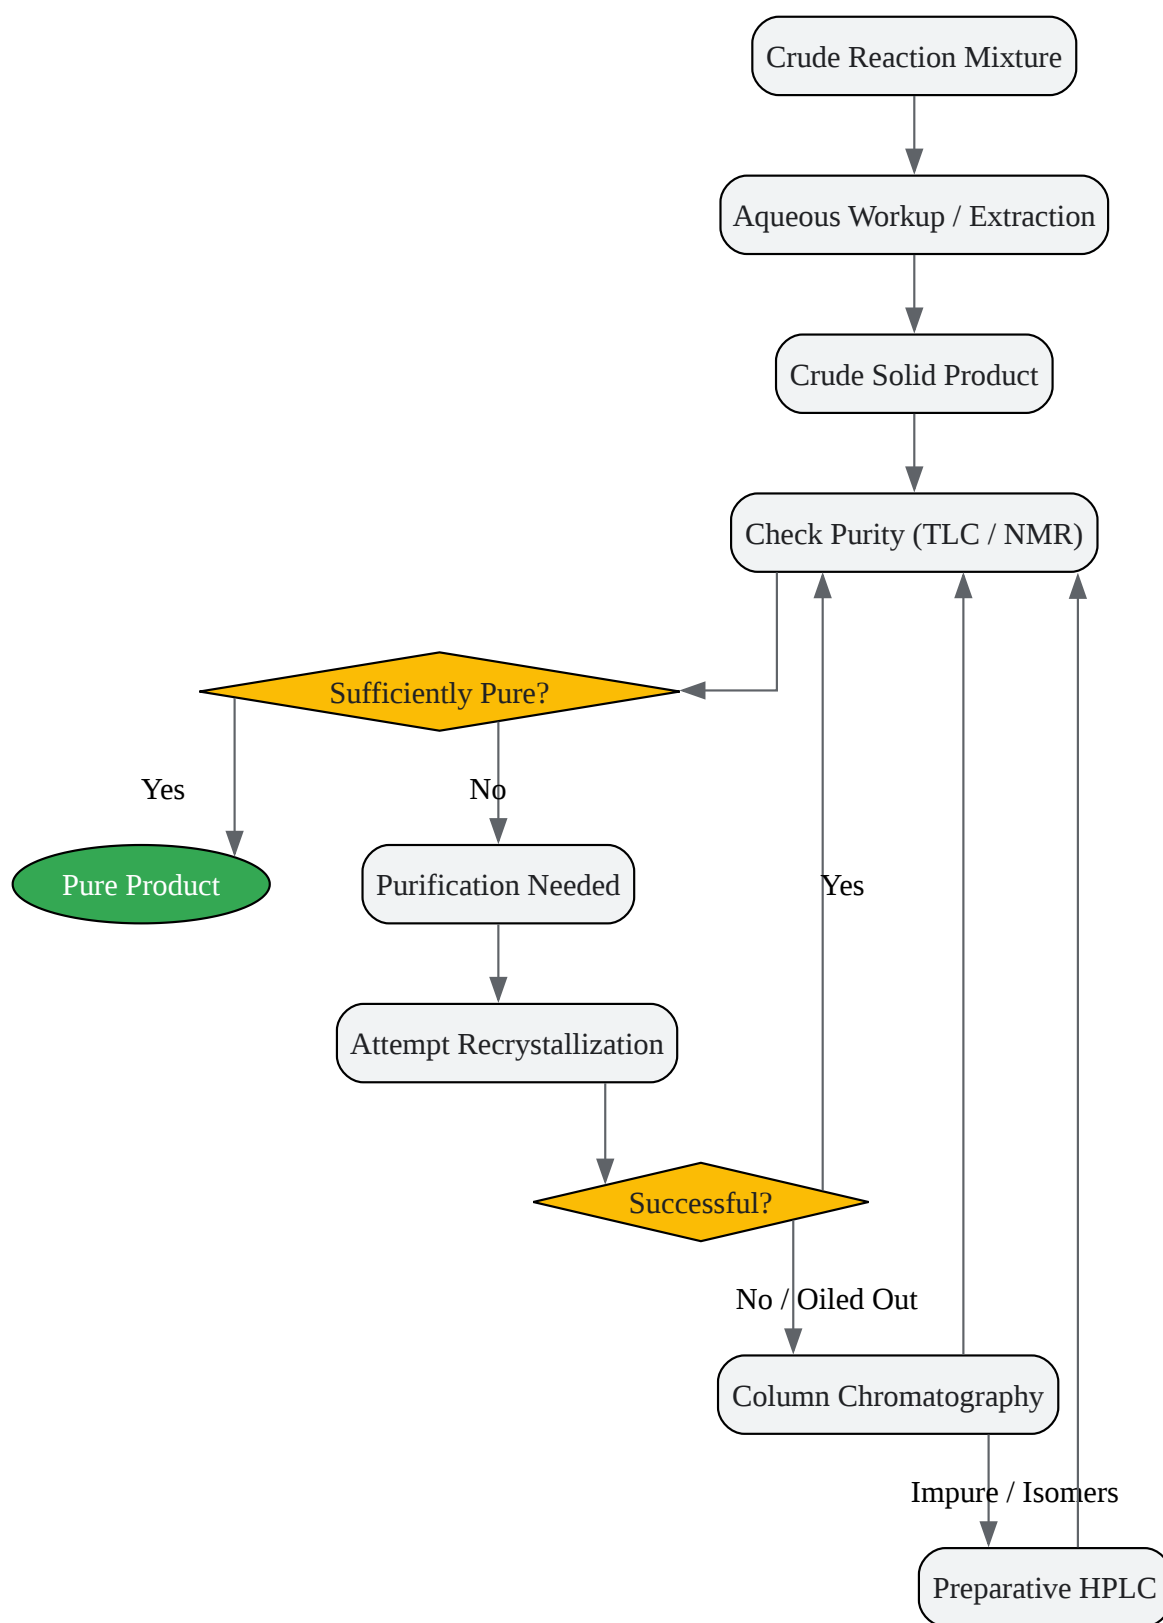 Crude Reaction Mixture
Aqueous Workup / Extraction
Crude Solid Product
Check Purity (TLC / NMR)
Sufficiently Pure?
Yes
No
Pure Product
Purification Needed
Yes
Attempt Recrystallization
Successful?
No / Oiled Out
Column Chromatography
Impure / Isomers
Preparative HPLC